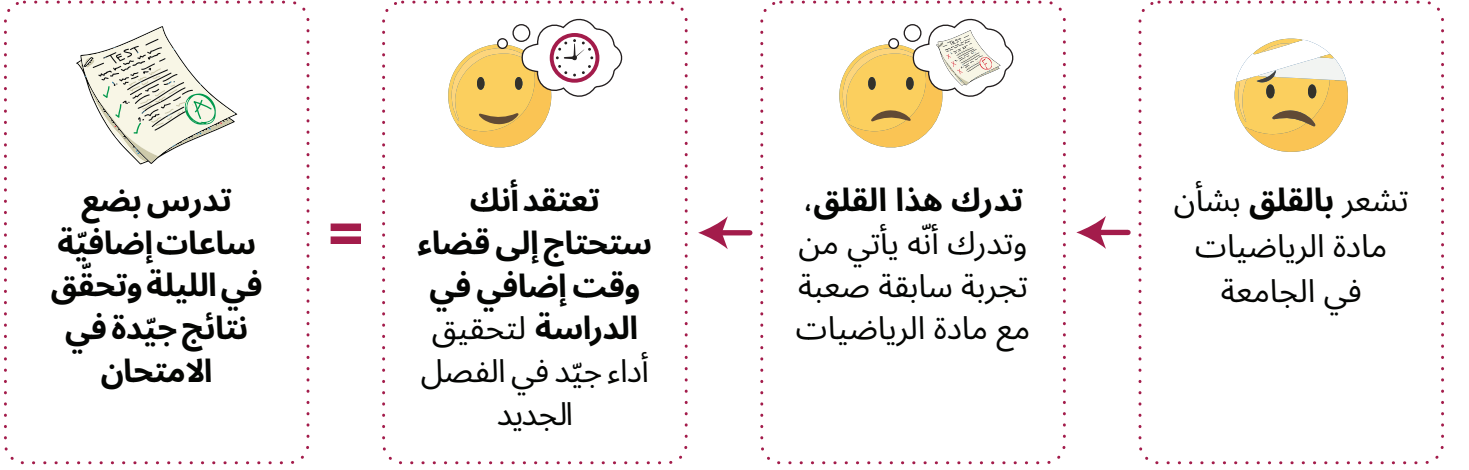 تشعر بالقلق بشأن
مادة الرياضيات
في الجامعة
تدرك هذا القلق،
وتدرك أنّه يأتي من
تجربة سابقة صعبة
مع مادة الرياضيات
تعتقد أنك
ستحتاج إلى قضاء
وقت إضافي في
الدراسة لتحقيق
أداء جيّد في الفصل
الجديد
=
TEST
A
تدرس بضع
ساعات إضافيّة
في الليلة وتحقّق
نتائج جيّدة في
الامتحان